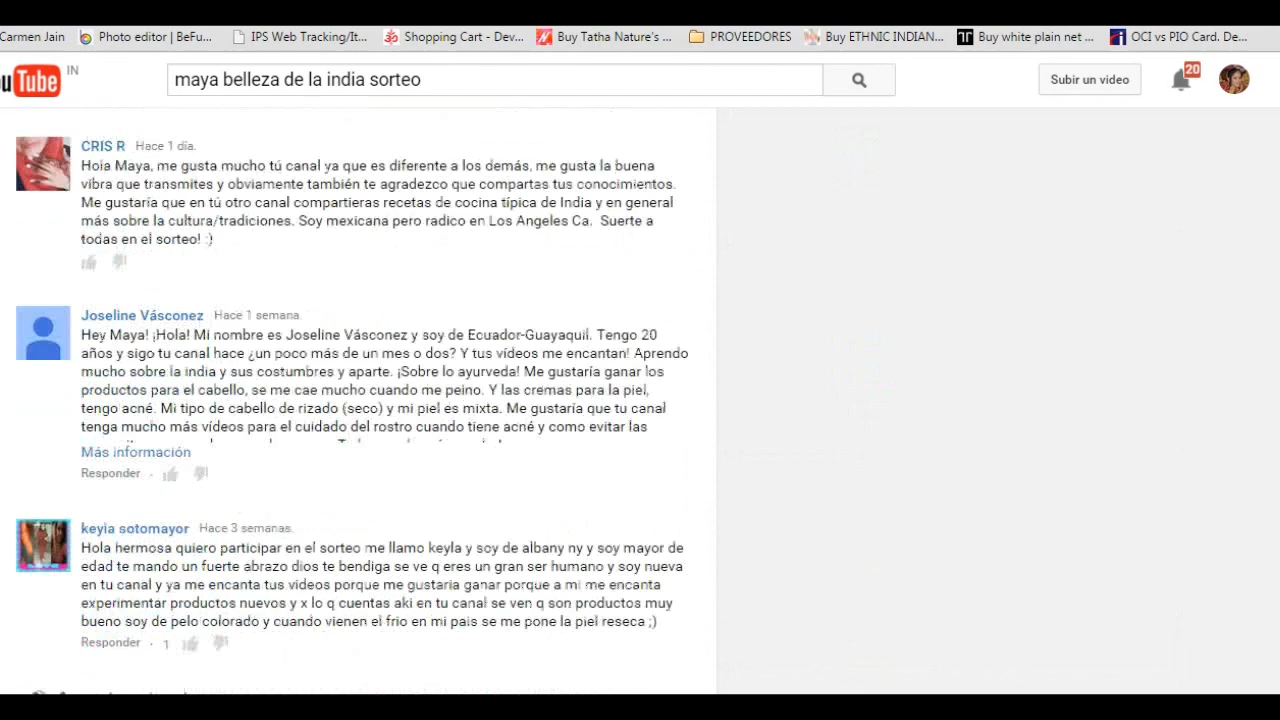 Carmen Jain Photo editor | BeFu... IPS Web Tracking/It... Shopping Cart - Dev... Buy Tatha Nature's ... PROVEEDORES Buy ETHNIC INDIAN... Buy white plain net ... OCI vs PIO Card. De...
uTube IN maya belleza de la india sorteo Subir un video 20
CRIS R Hace 1 día.
Hola Maya, me gusta mucho tú canal ya que es diferente a los demás, me gusta la buena
vibra que transmites y obviamente también te agradezco que compartas tus conocimientos.
Me gustaría que en tú otro canal compartieras recetas de cocina típica de India y en general
más sobre la cultura/tradiciones. Soy mexicana pero radico en Los Angeles Ca. Suerte a
todas en el sorteo! :)
Joseline Vásconez Hace 1 semana.
Hey Maya! ¡Hola! Mi nombre es Joseline Vásconez y soy de Ecuador-Guayaquil. Tengo 20
años y sigo tu canal hace ¿un poco más de un mes o dos? Y tus vídeos me encantan! Aprendo
mucho sobre la india y sus costumbres y aparte. ¡Sobre lo ayurveda! Me gustaría ganar los
productos para el cabello, se me cae mucho cuando me peino. Y las cremas para la piel,
tengo acné. Mi tipo de cabello de rizado (seco) y mi piel es mixta. Me gustaría que tu canal
tenga mucho más vídeos para el cuidado del rostro cuando tiene acné y como evitar las
Más información
Responder ·
keyla sotomayor Hace 3 semanas.
Hola hermosa quiero participar en el sorteo me llamo keyla y soy de albany ny y soy mayor de
edad te mando un fuerte abrazo dios te bendiga se ve q eres un gran ser humano y soy nueva
en tu canal y ya me encanta tus vídeos porque me gustaria ganar porque a mi me encanta
experimentar productos nuevos y x lo q cuentas aki en tu canal se ven q son productos muy
bueno soy de pelo colorado y cuando vienen el frio en mi pais se me pone la piel reseca ;)
Responder · 1